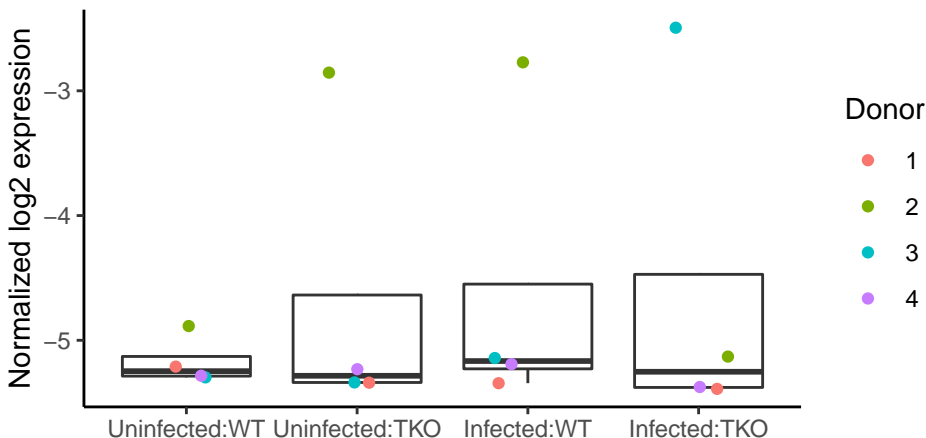 Normalized log2 expression
−3
−4
−5
Uninfected:WT Uninfected:TKO Infected:WT Infected:TKO
Donor
1
2
3
4